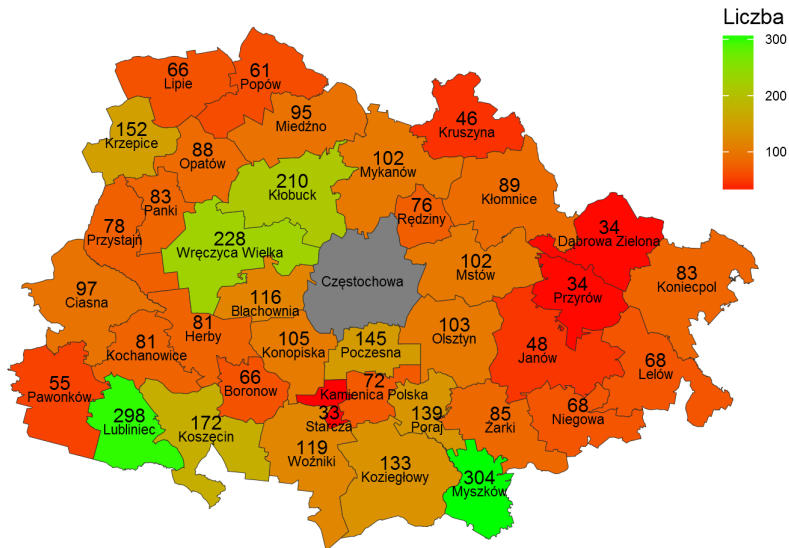 Liczba
300
200
100
66
Lipie
61
Popów
95
Miedźno
46
Kruszyna
152
Krzepice
88
Opatów
102
Mykanów
210
Kłobuck
89
Kłomnice
83
Panki
76
Rędziny
78
Przystajń
34
Dąbrowa Zielona
228
Wręczyca Wielka
102
Mstów
83
Koniecpol
Częstochowa
34
Przyrów
97
Ciasna
116
Blachownia
81
Herby
103
Olsztyn
105
Konopiska
145
Poczesna
48
Janów
81
Kochanowice
68
Lelów
55
Pawonków
66
Boronow
72
Kamienica Polska
33
Starcza
139
Poraj
85
Żarki
68
Niegowa
298
Lubliniec
172
Koszęcin
119
Woźniki
133
Koziegłowy
304
Myszków